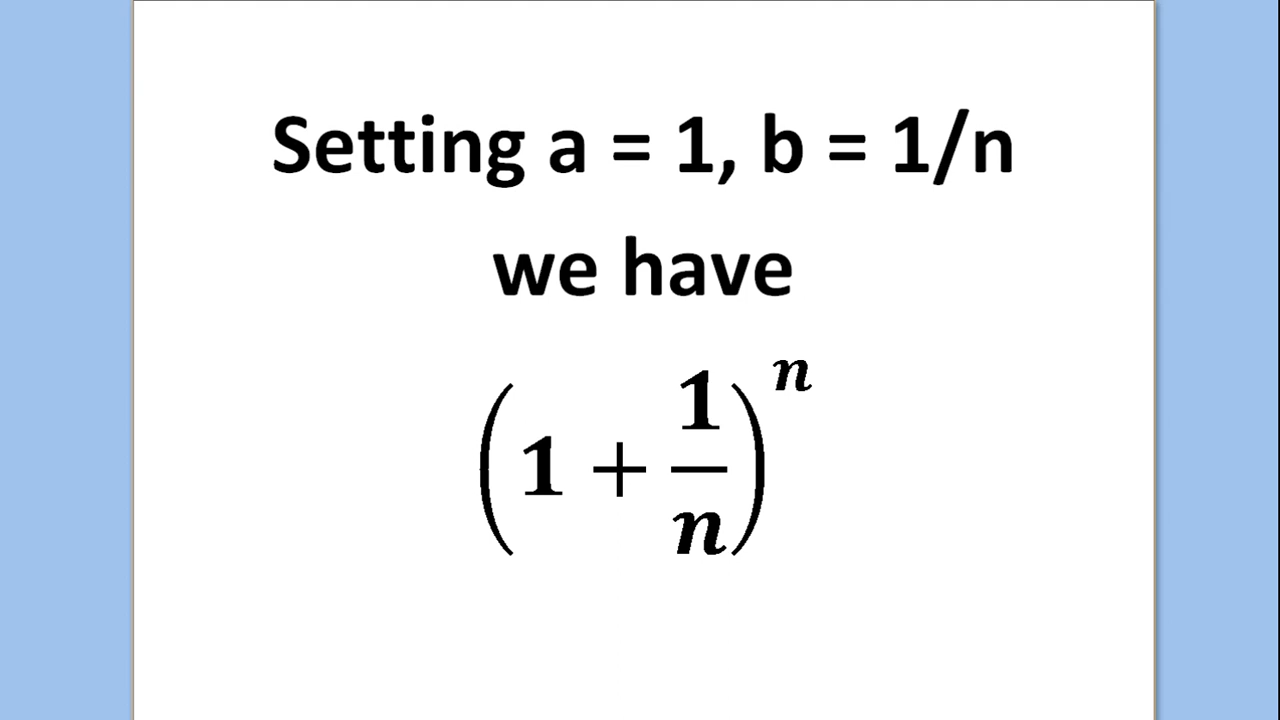 Setting a = 1, b = 1/n
we have
(1 + 1/n)^n